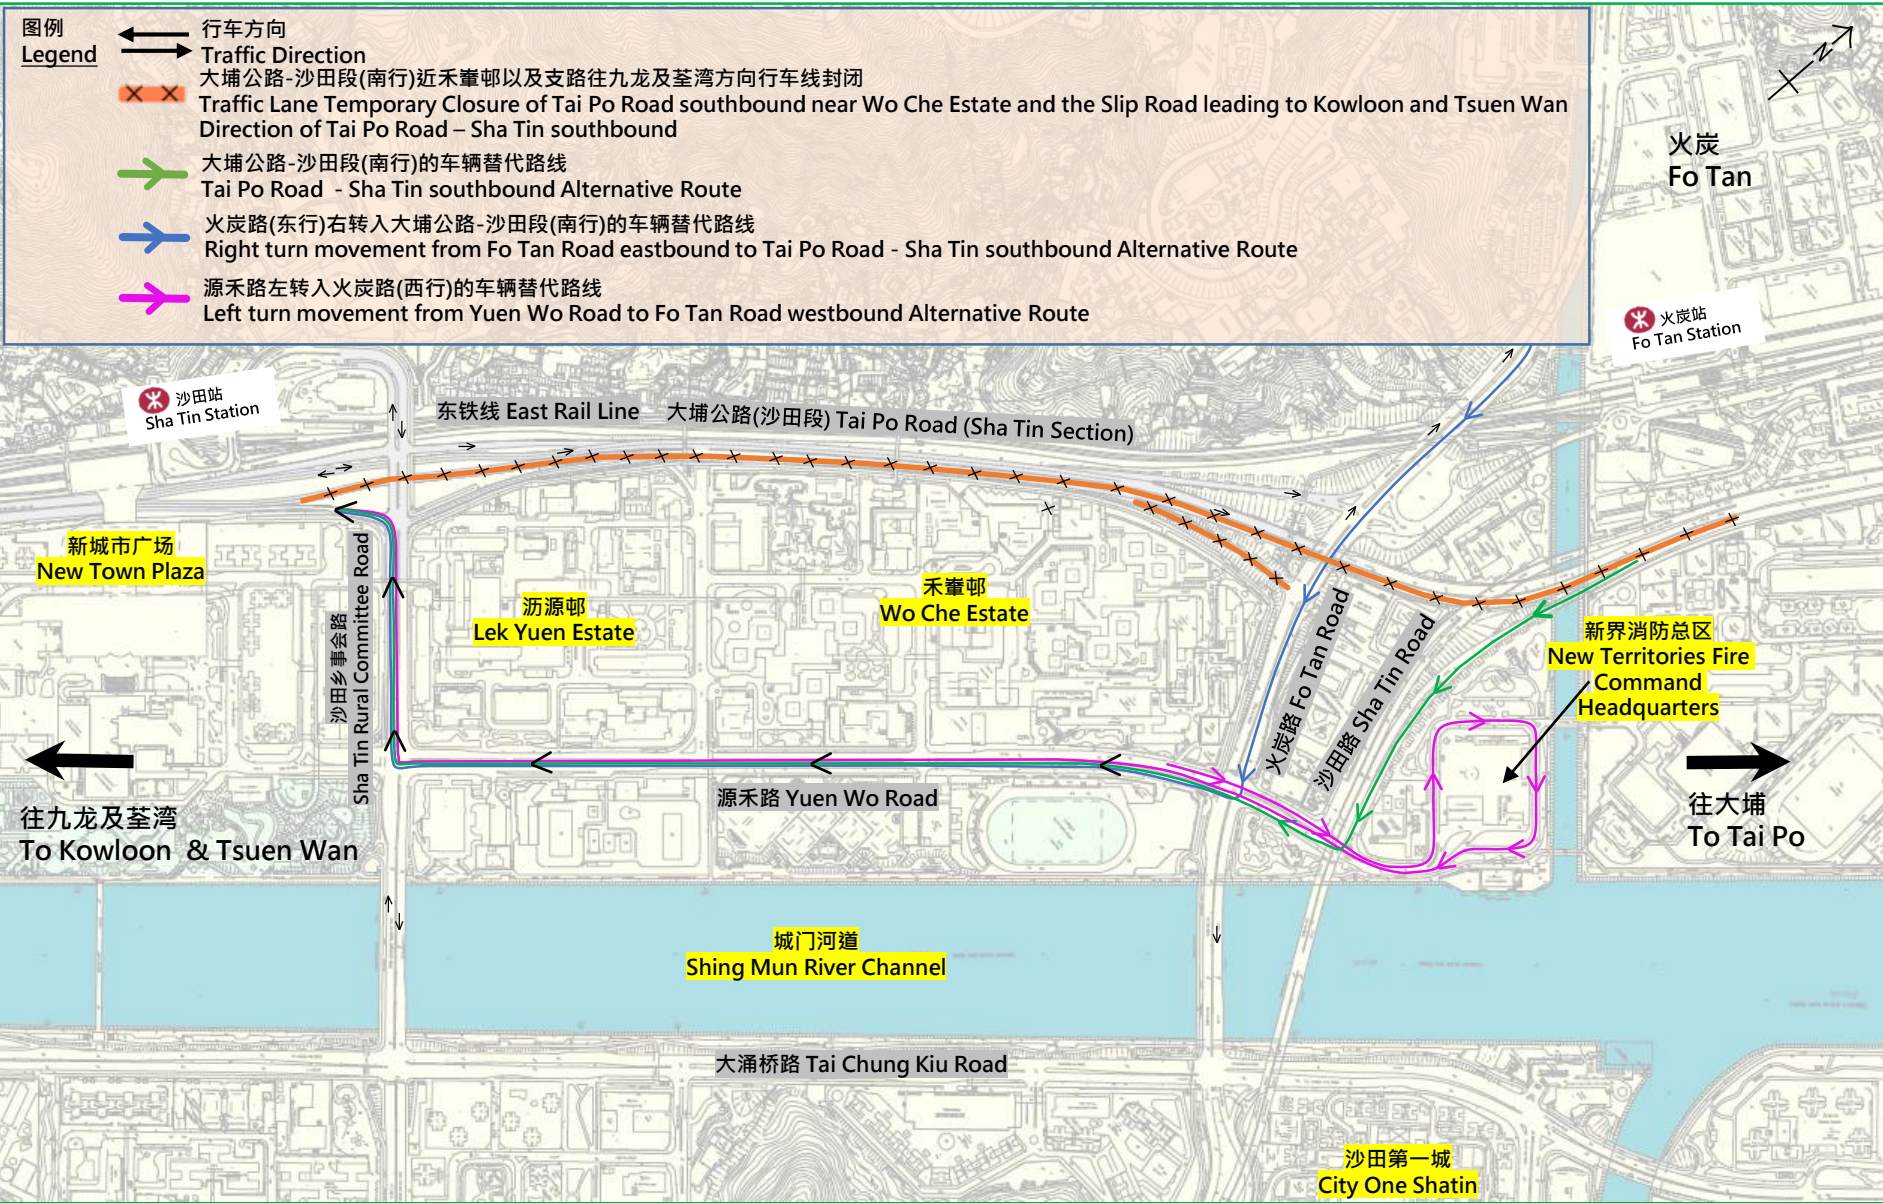 图例
Legend
行车方向
Traffic Direction
大埔公路-沙田段(南行)近禾輋邨以及支路往九龙及荃湾方向行车线封闭
Traffic Lane Temporary Closure of Tai Po Road southbound near Wo Che Estate and the Slip Road leading to Kowloon and Tsuen Wan
Direction of Tai Po Road – Sha Tin southbound
大埔公路-沙田段(南行)的车辆替代路线
Tai Po Road - Sha Tin southbound Alternative Route
火炭路(东行)右转入大埔公路-沙田段(南行)的车辆替代路线
Right turn movement from Fo Tan Road eastbound to Tai Po Road - Sha Tin southbound Alternative Route
源禾路左转入火炭路(西行)的车辆替代路线
Left turn movement from Yuen Wo Road to Fo Tan Road westbound Alternative Route
N
火炭
Fo Tan
火炭站
Fo Tan Station
沙田站
Sha Tin Station
东铁线 East Rail Line
大埔公路(沙田段) Tai Po Road (Sha Tin Section)
新城市广场
New Town Plaza
沙田乡事会路
Sha Tin Rural Committee Road
沥源邨
Lek Yuen Estate
禾輋邨
Wo Che Estate
火炭路 Fo Tan Road
沙田路 Sha Tin Road
新界消防总区
New Territories Fire
Command
Headquarters
往九龙及荃湾
To Kowloon & Tsuen Wan
源禾路 Yuen Wo Road
往大埔
To Tai Po
城门河道
Shing Mun River Channel
大涌桥路 Tai Chung Kiu Road
沙田第一城
City One Shatin